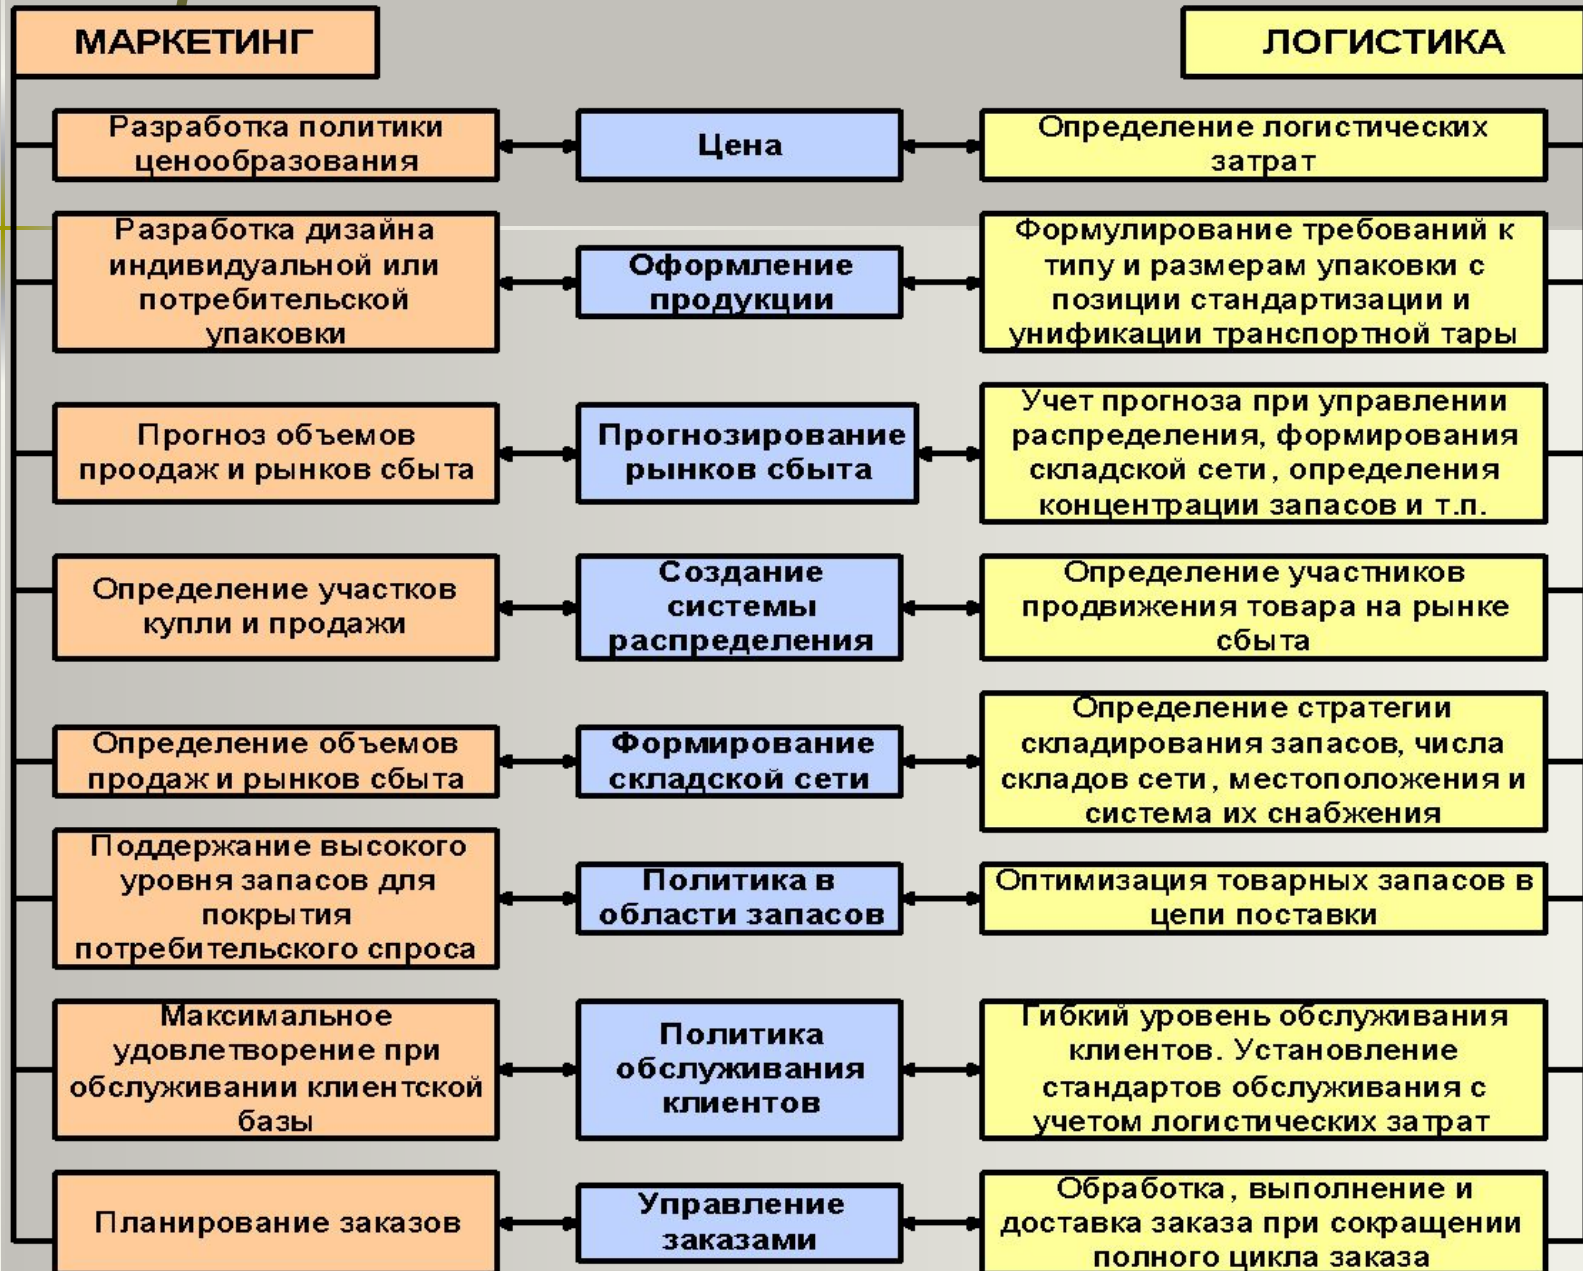 МАРКЕТИНГ
ЛОГИСТИКА
Разработка политики
ценообразования
Цена
Определение логистических
затрат
Разработка дизайна
индивидуальной или
потребительской
упаковки
Оформление
продукции
Формулирование требований к
типу и размерам упаковки с
позиции стандартизации и
унификации транспортной тары
Прогноз объемов
проодаж и рынков сбыта
Прогнозирование
рынков сбыта
Учет прогноза при управлении
распределения, формирования
складской сети, определения
концентрации запасов и т.п.
Определение участков
купли и продажи
Создание
системы
распределения
Определение участников
продвижения товара на рынке
сбыта
Определение объемов
продаж и рынков сбыта
Формирование
складской сети
Определение стратегии
складирования запасов, числа
складов сети, местоположения и
система их снабжения
Поддержание высокого
уровня запасов для
покрытия
потребительского спроса
Политика в
области запасов
Оптимизация товарных запасов в
цепи поставки
Максимальное
удовлетворение при
обслуживании клиентской
базы
Политика
обслуживания
клиентов
Гибкий уровень обслуживания
клиентов. Установление
стандартов обслуживания с
учетом логистических затрат
Планирование заказов
Управление
заказами
Обработка, выполнение и
доставка заказа при сокращении
полного цикла заказа